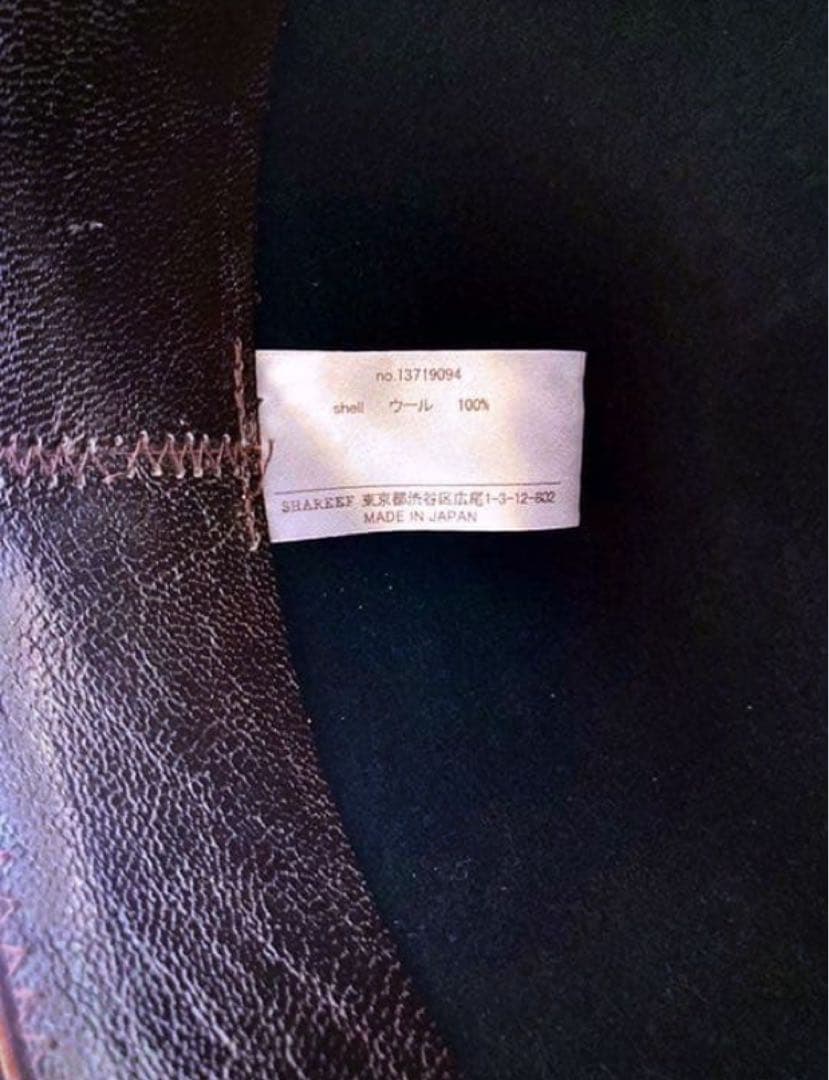 no.13719094
shell ウール 100%
SHAREEF 東京都渋谷区広尾1-3-12-602
MADE IN JAPAN